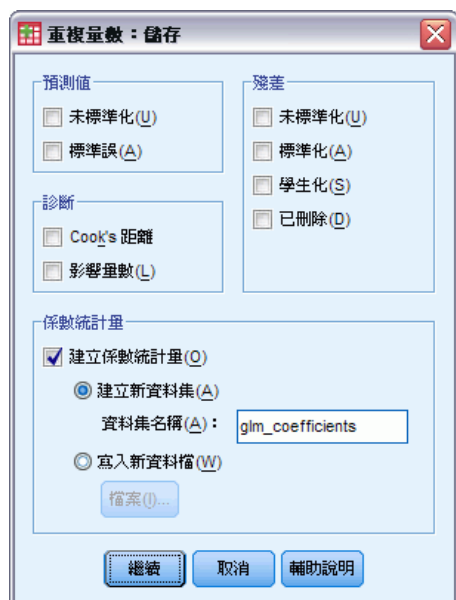 重複量數：儲存
預測值
未標準化(U)
標準誤(A)
診斷
Cook's 距離
影響量數(L)
殘差
未標準化(U)
標準化(A)
學生化(S)
已刪除(D)
係數統計量
建立係數統計量(O)
建立新資料集(A)
資料集名稱(A)：
glm_coefficients
寫入新資料檔(W)
檔案(I)...
繼續
取消
輔助說明